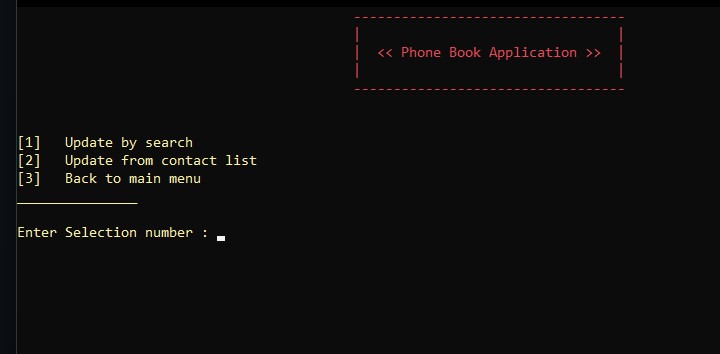 << Phone Book Application >>
[1] Update by search
[2] Update from contact list
[3] Back to main menu
Enter Selection number :